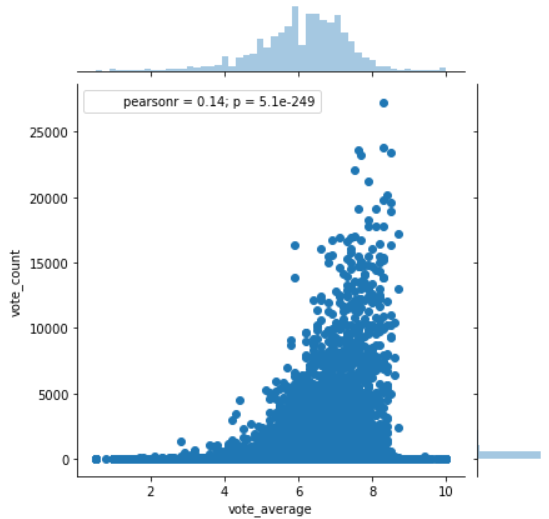 pearsonr = 0.14; p = 5.1e-249
25000
20000
15000
10000
5000
0
vote_count
2 4 6 8 10
vote_average